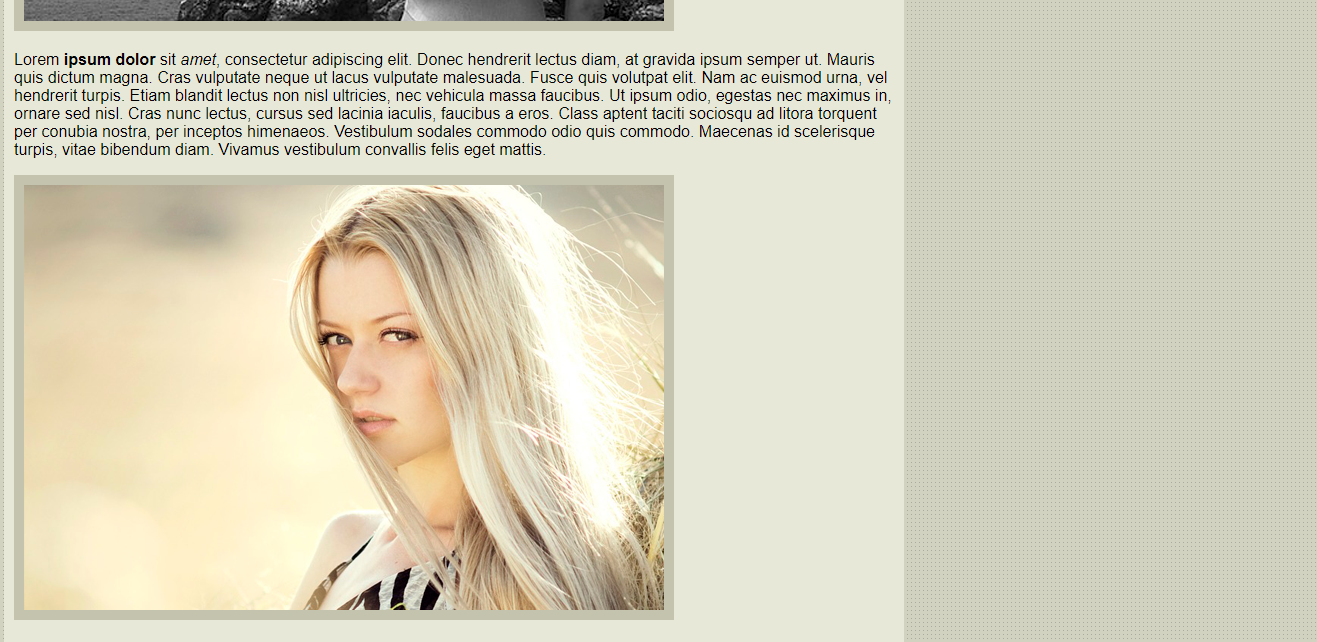 Lorem ipsum dolor sit amet, consectetur adipiscing elit. Donec hendrerit lectus diam, at gravida ipsum semper ut. Mauris
quis dictum magna. Cras vulputate neque ut lacus vulputate malesuada. Fusce quis volutpat elit. Nam ac euismod urna, vel
hendrerit turpis. Etiam blandit lectus non nisl ultricies, nec vehicula massa faucibus. Ut ipsum odio, egestas nec maximus in,
ornare sed nisl. Cras nunc lectus, cursus sed lacinia iaculis, faucibus a eros. Class aptent taciti sociosqu ad litora torquent
per conubia nostra, per inceptos himenaeos. Vestibulum sodales commodo odio quis commodo. Maecenas id scelerisque
turpis, vitae bibendum diam. Vivamus vestibulum convallis felis eget mattis.